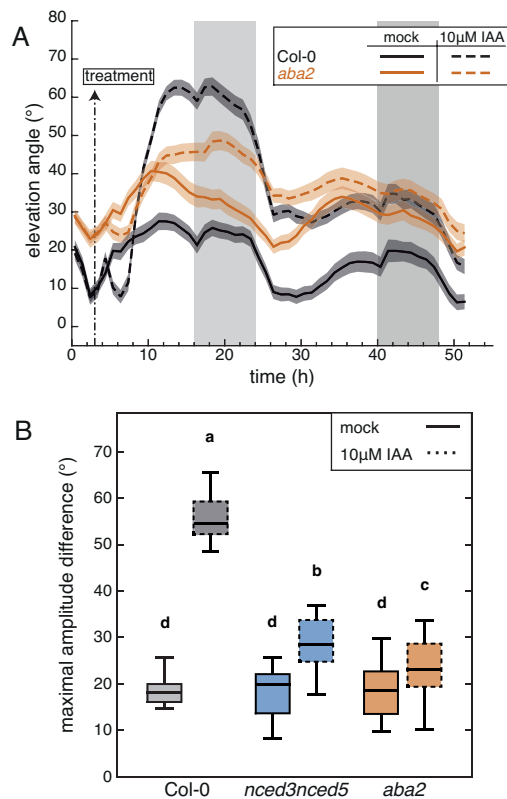 A
mock 10µM IAA
Col-0
aba2
treatment
80
70
60
50
40
30
20
10
0
elevation angle (°)
0 10 20 30 40 50
time (h)
B
mock
10µM IAA
70
60
50
40
30
20
10
0
maximal amplitude difference (°)
a
b
c
d d d
Col-0 nced3nced5 aba2